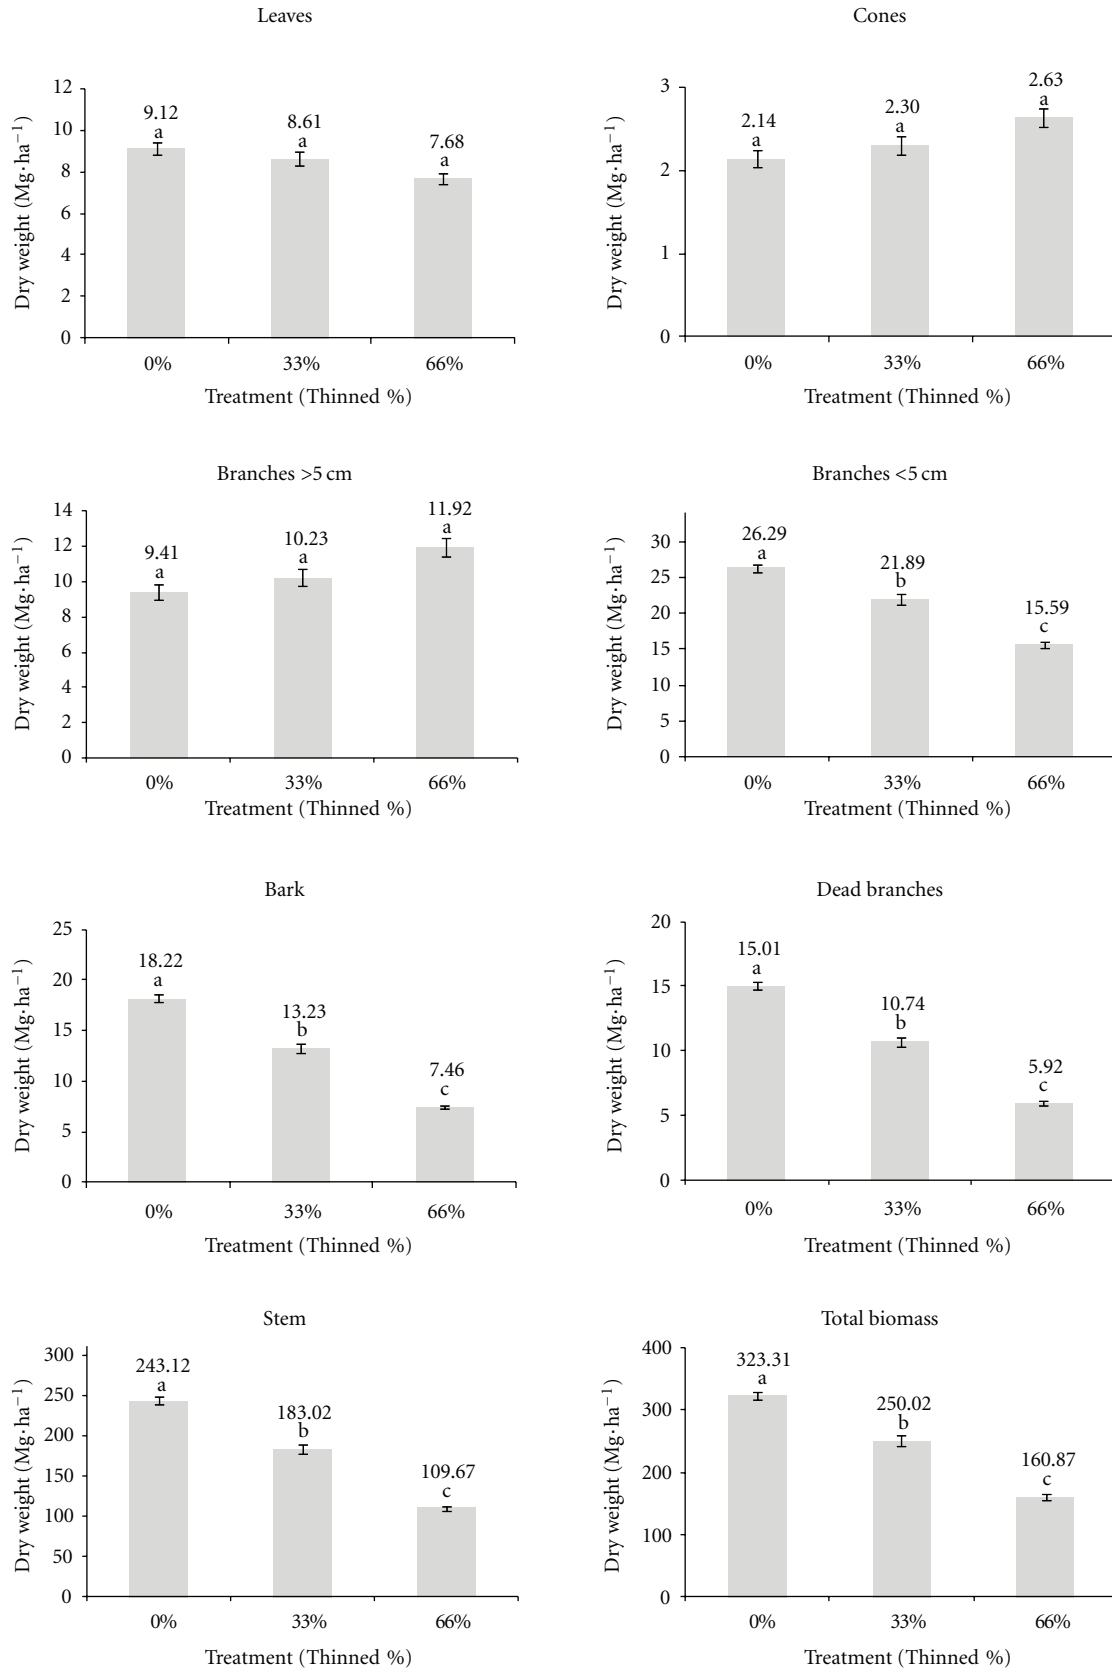 Leaves
Dry weight (Mg·ha⁻¹)
12
10
8
6
4
2
0
9.12
a
8.61
a
7.68
a
0% 33% 66%
Treatment (Thinned %)
Cones
Dry weight (Mg·ha⁻¹)
3
2
1
0
2.14
a
2.30
a
2.63
a
0% 33% 66%
Treatment (Thinned %)
Branches >5 cm
Dry weight (Mg·ha⁻¹)
14
12
10
8
6
4
2
0
9.41
a
10.23
a
11.92
a
0% 33% 66%
Treatment (Thinned %)
Branches <5 cm
Dry weight (Mg·ha⁻¹)
30
25
20
15
10
5
0
26.29
a
21.89
b
15.59
c
0% 33% 66%
Treatment (Thinned %)
Bark
Dry weight (Mg·ha⁻¹)
25
20
15
10
5
0
18.22
a
13.23
b
7.46
c
0% 33% 66%
Treatment (Thinned %)
Dead branches
Dry weight (Mg·ha⁻¹)
20
15
10
5
0
15.01
a
10.74
b
5.92
c
0% 33% 66%
Treatment (Thinned %)
Stem
Dry weight (Mg·ha⁻¹)
300
250
200
150
100
50
0
243.12
a
183.02
b
109.67
c
0% 33% 66%
Treatment (Thinned %)
Total biomass
Dry weight (Mg·ha⁻¹)
400
300
200
100
0
323.31
a
250.02
b
160.87
c
0% 33% 66%
Treatment (Thinned %)